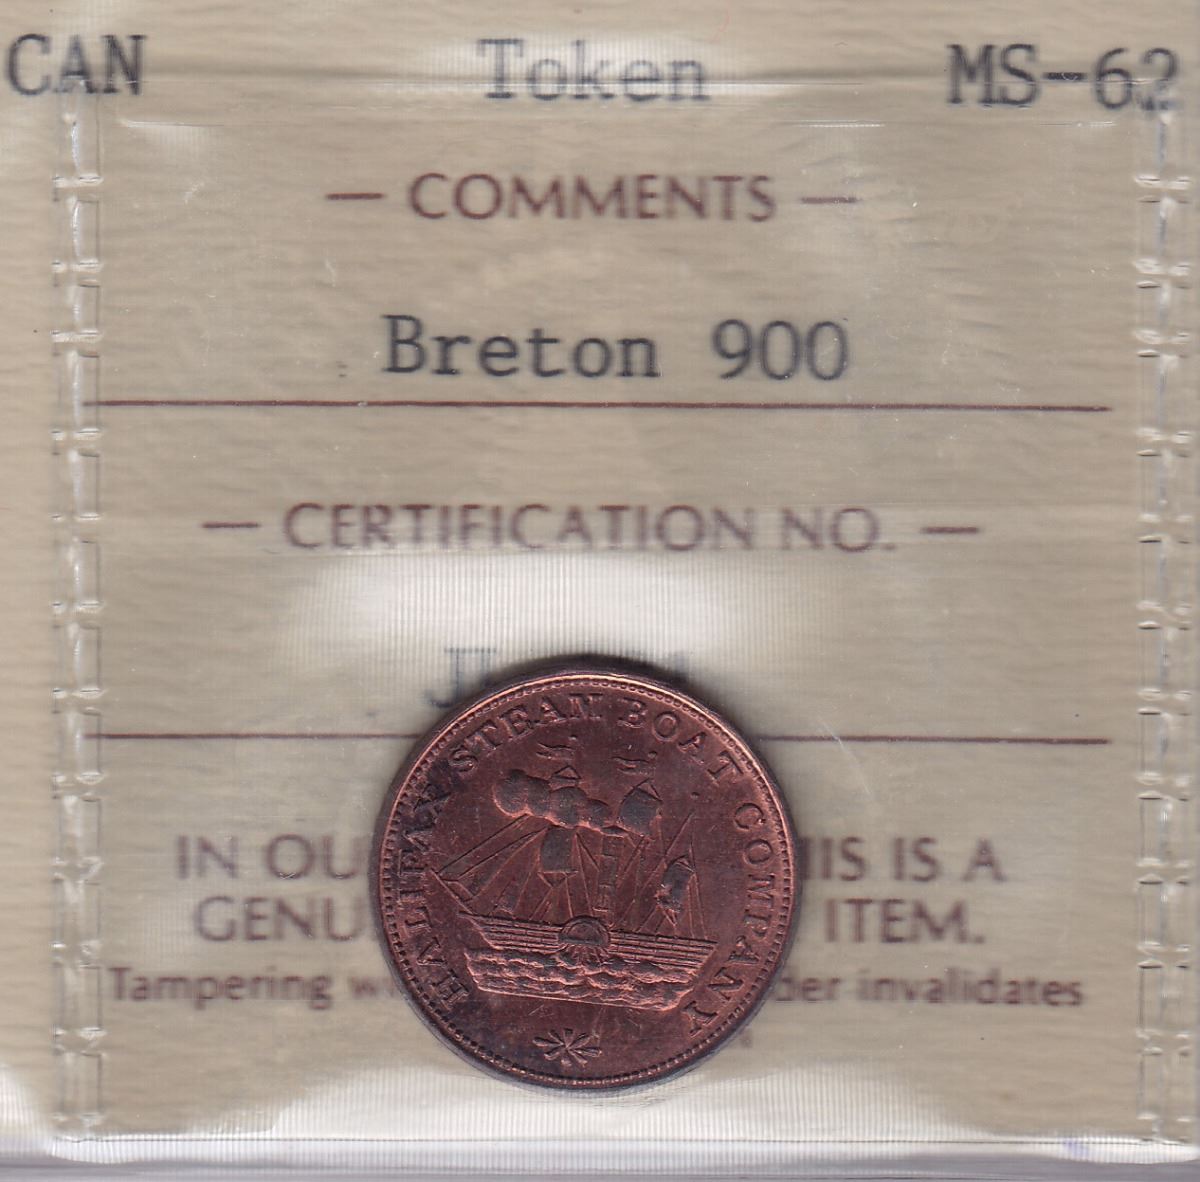 CAN Token MS-62
— COMMENTS —
Breton 900
— CERTIFICATION NO. —
HALIFAX STEAM BOAT COMPANY
IN OU IS IS A
GENU ITEM.
Tampering w der invalidates